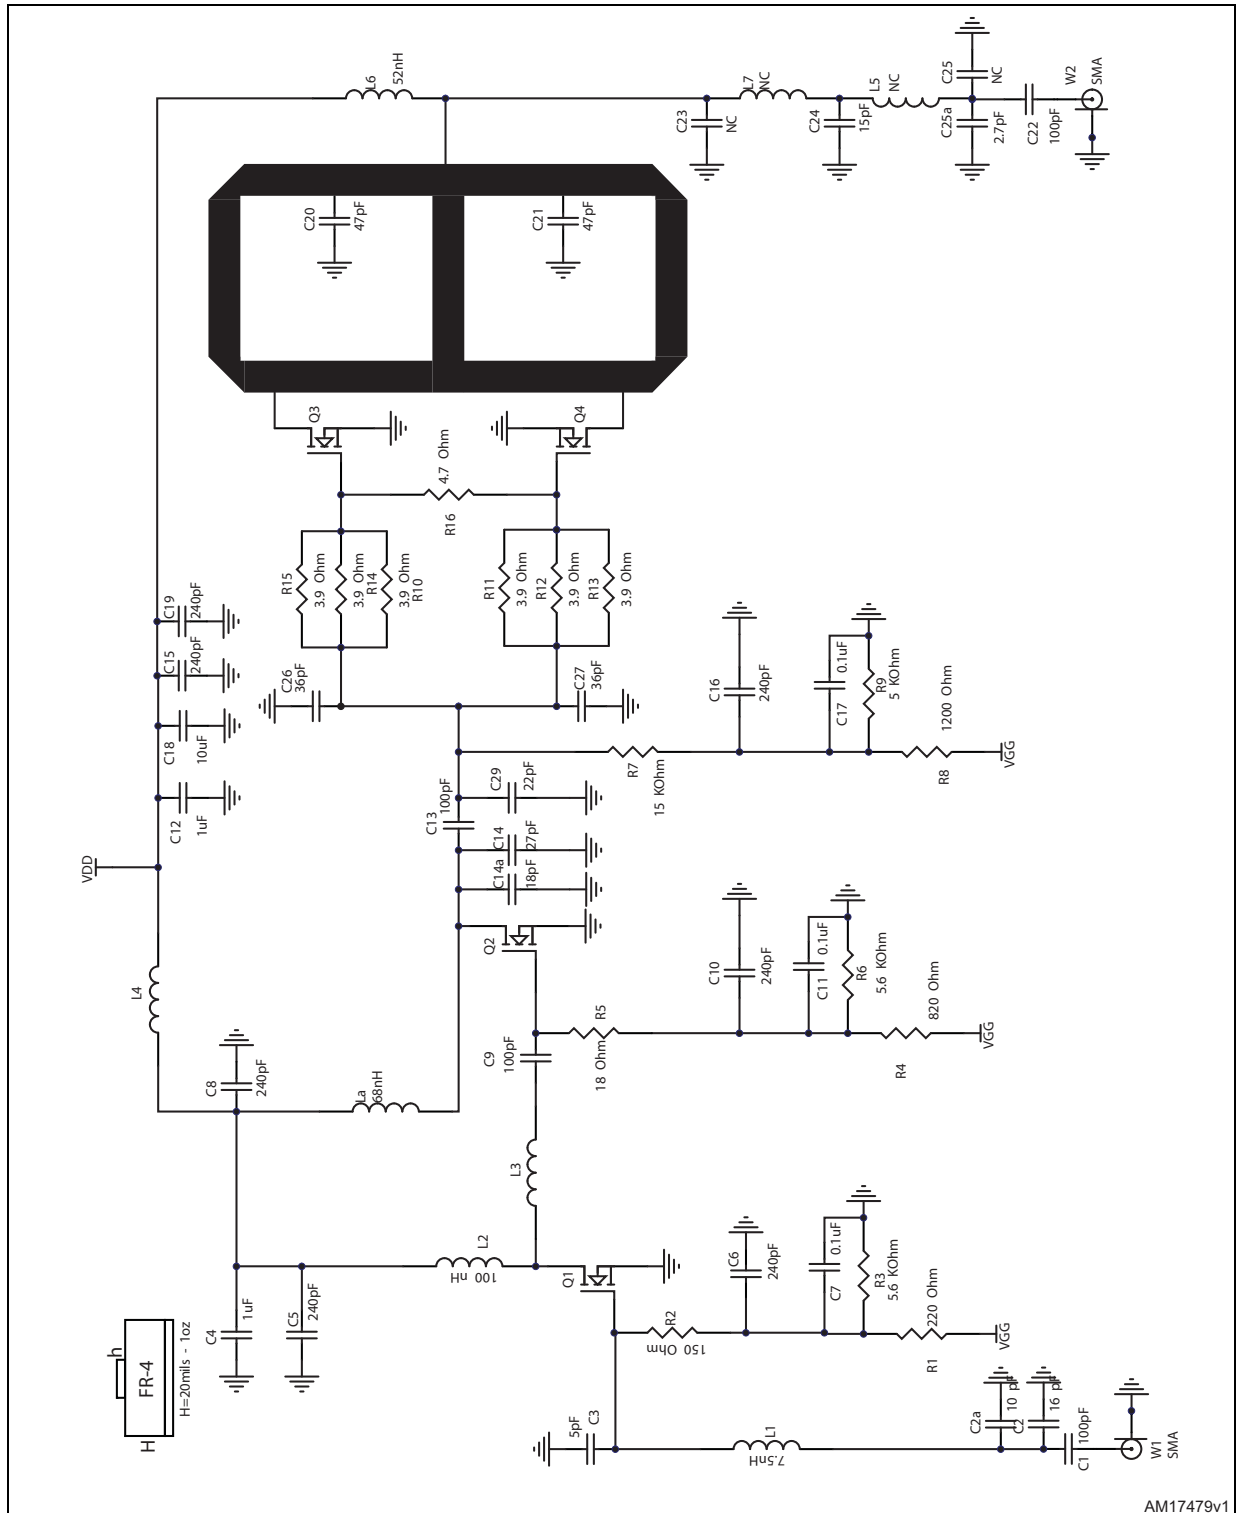 L6
52nH
C23
NC
L7
NC
C24
15pF
L5
NC
C25
NC
C25a
2.7pF
C22
100pF
W2
SMA
C20
47pF
C21
47pF
Q3
Q4
4.7 Ohm
R16
R15
3.9 Ohm
3.9 Ohm
R14
3.9 Ohm
R10
R11
3.9 Ohm
R12
3.9 Ohm
R13
3.9 Ohm
C19
240pF
C15
240pF
C18
10uF
C12
1uF
VDD
C26
36pF
C27
36pF
C16
240pF
C17
0.1uF
R9
5 KOhm
R7
15 KOhm
R8
1200 Ohm
VGG
C13
100pF
C29
22pF
C14
27pF
C14a
18pF
Q2
L4
C8
240pF
La
68nH
C9
100pF
R5
18 Ohm
C10
240pF
C11
0.1uF
R6
5.6 KOhm
R4
820 Ohm
VGG
L3
L2
100 nH
Q1
C4
1uF
C5
240pF
R2
150 Ohm
C6
240pF
C7
0.1uF
R3
5.6 KOhm
R1
220 Ohm
VGG
h
FR-4
H
H=20mils - 1oz
5pF
C3
L1
7.5nH
C2a
10 pF
C2
16 pF
C1
100pF
W1
SMA
AM17479v1